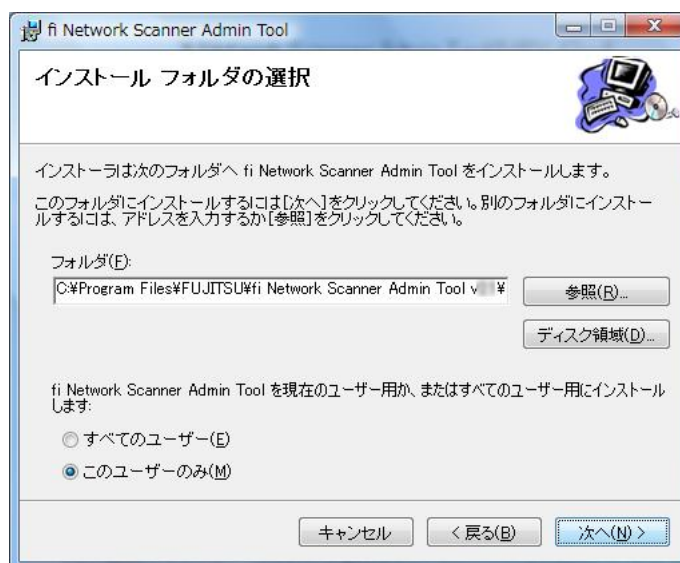 fi Network Scanner Admin Tool
インストール フォルダの選択
インストーラは次のフォルダへ fi Network Scanner Admin Tool をインストールします。
このフォルダにインストールするには[次へ]をクリックしてください。別のフォルダにインストー
ルするには、アドレスを入力するか[参照]をクリックしてください。
フォルダ(F):
C:¥Program Files¥FUJITSU¥fi Network Scanner Admin Tool ¥
参照(R)...
ディスク領域(D)...
fi Network Scanner Admin Tool を現在のユーザー用か、またはすべてのユーザー用にインストール
します:
すべてのユーザー(E)
このユーザーのみ(M)
キャンセル
< 戻る(B)
次へ(N) >